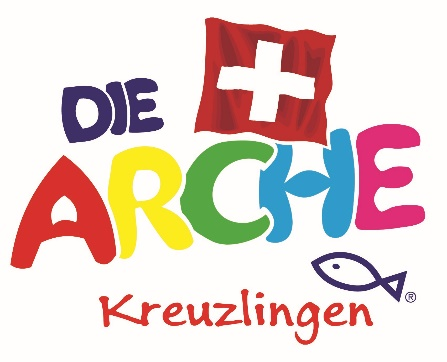 DIE
ARCHE
®
Kreuzlingen